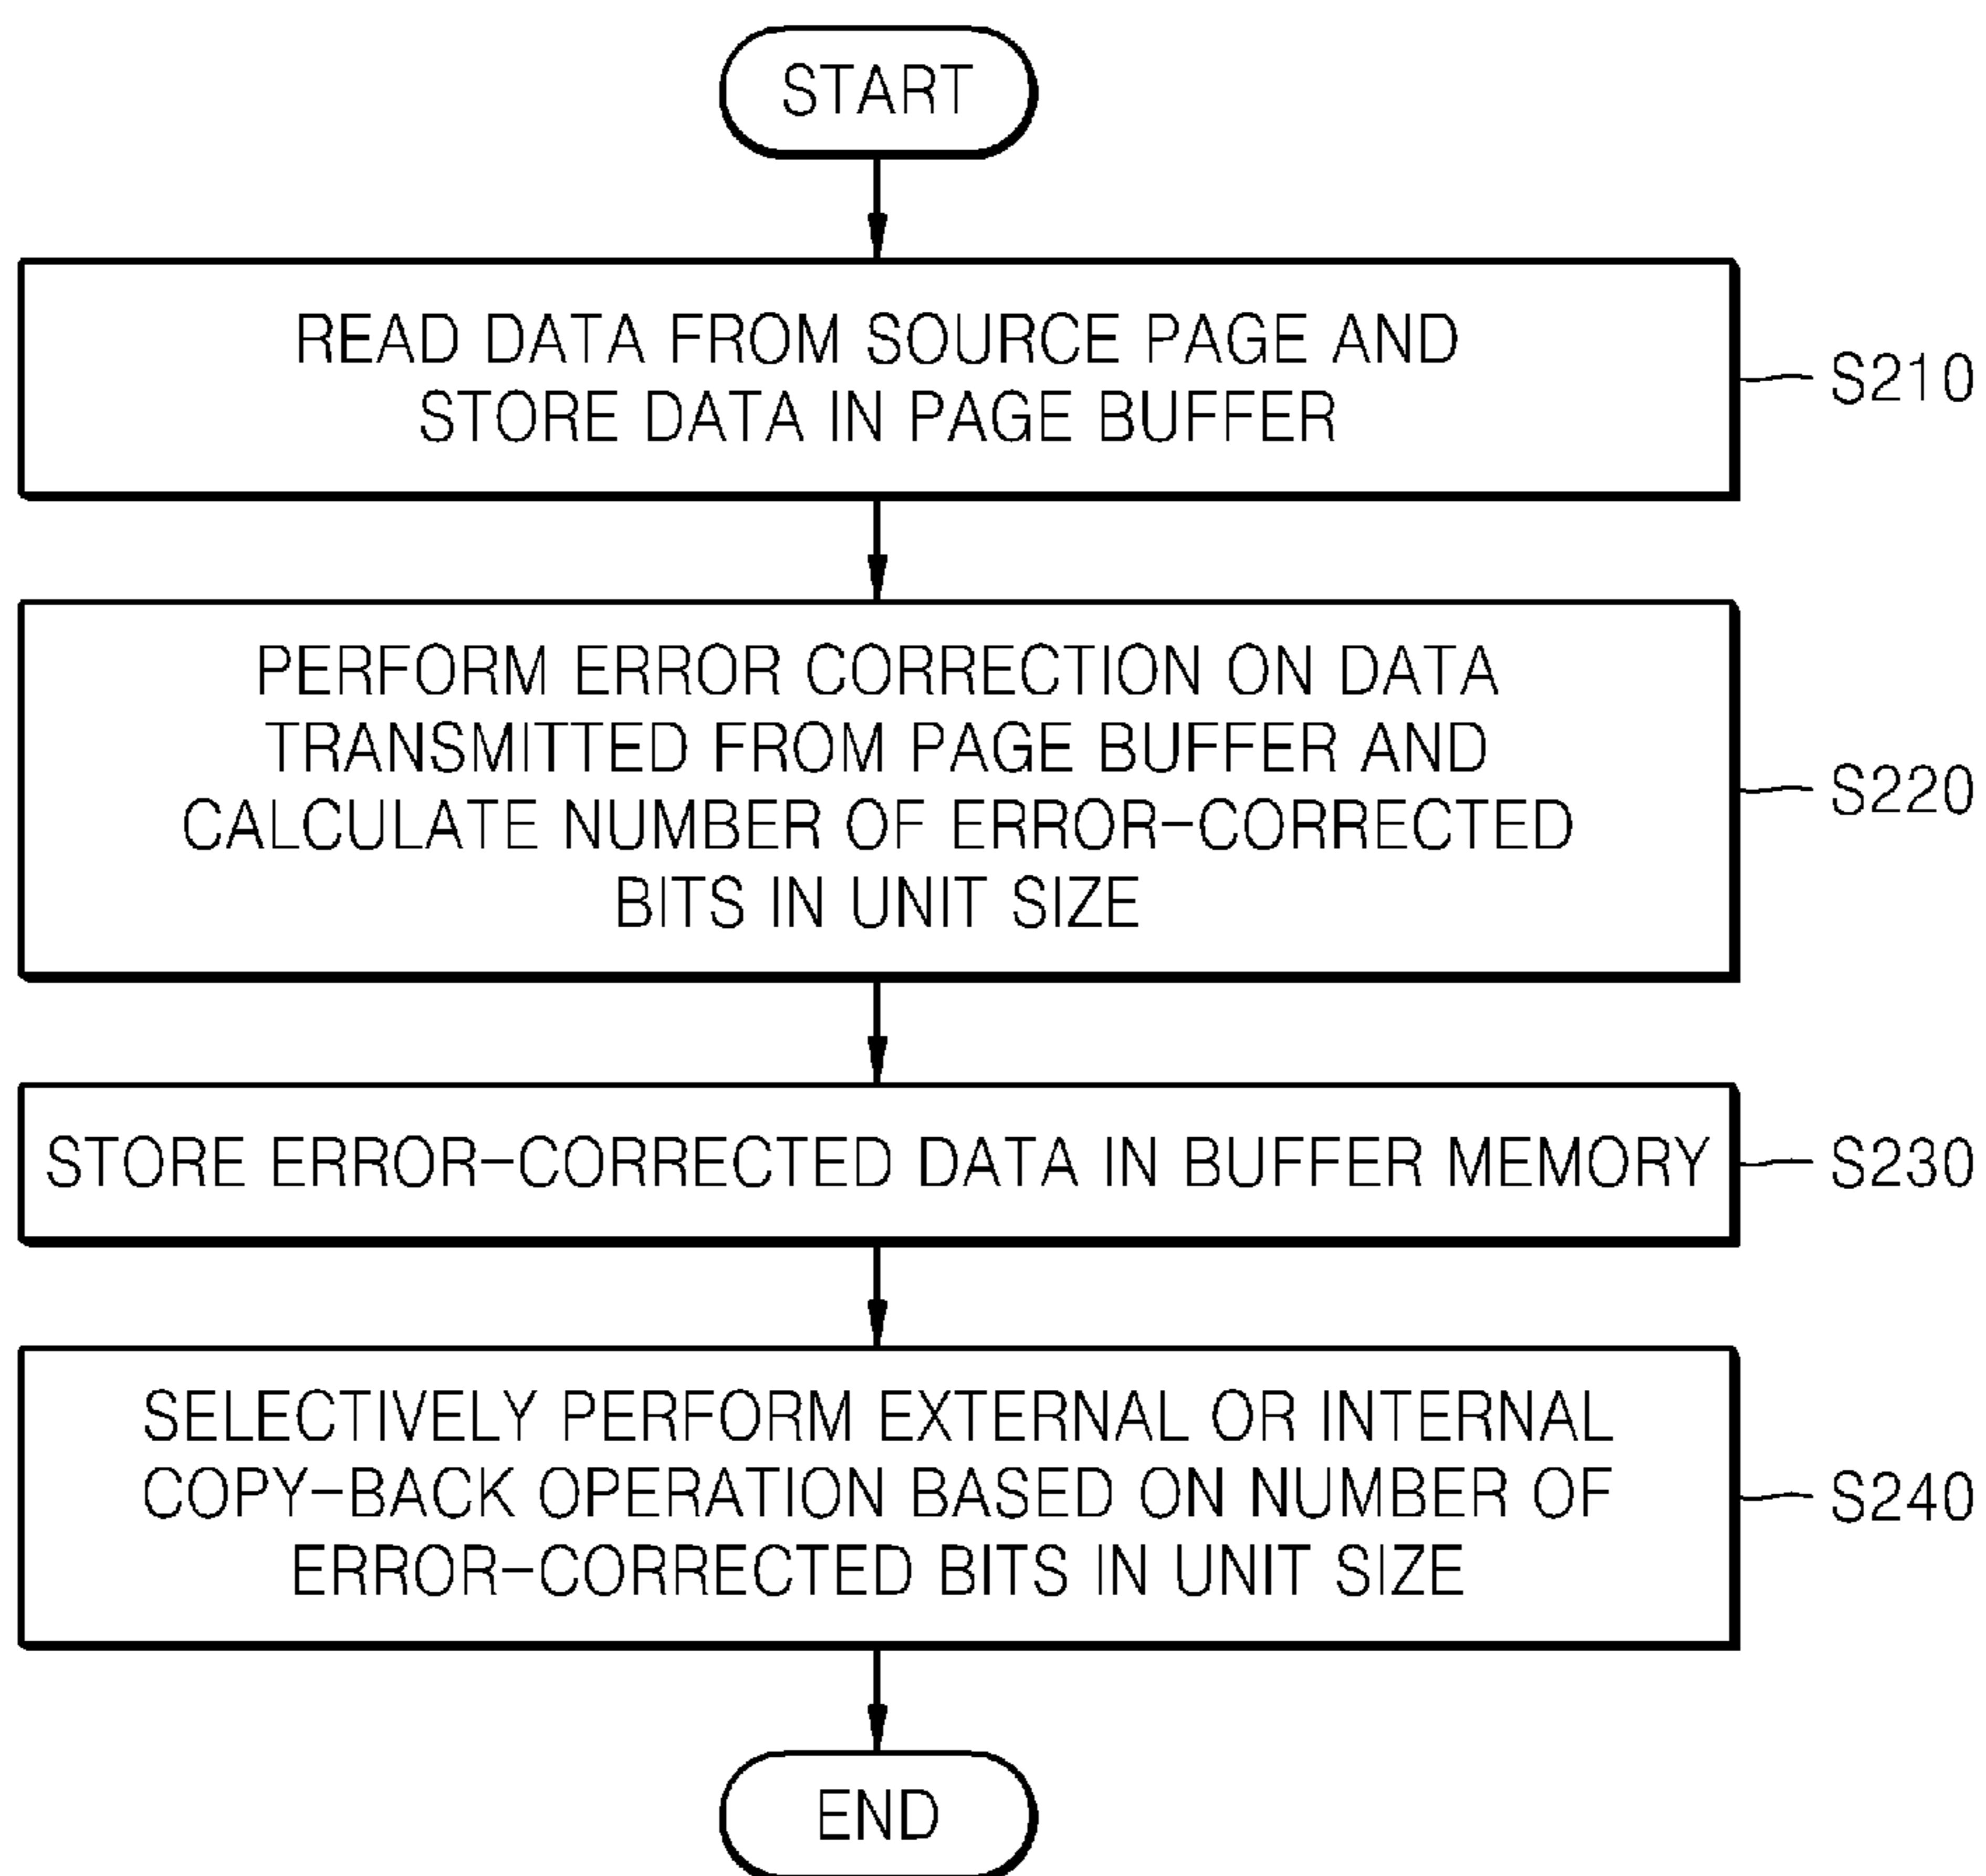 START
READ DATA FROM SOURCE PAGE AND
STORE DATA IN PAGE BUFFER
S210
PERFORM ERROR CORRECTION ON DATA
TRANSMITTED FROM PAGE BUFFER AND
CALCULATE NUMBER OF ERROR-CORRECTED
BITS IN UNIT SIZE
S220
STORE ERROR-CORRECTED DATA IN BUFFER MEMORY
S230
SELECTIVELY PERFORM EXTERNAL OR INTERNAL
COPY-BACK OPERATION BASED ON NUMBER OF
ERROR-CORRECTED BITS IN UNIT SIZE
S240
END